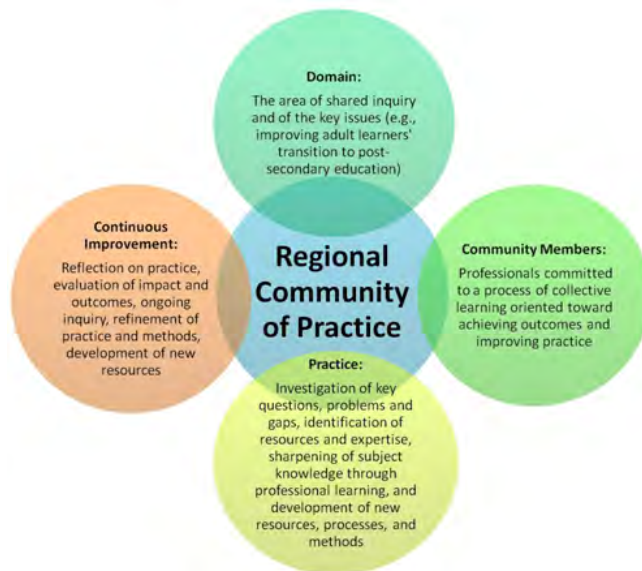 Domain:
The area of shared inquiry
and of the key issues (e.g.,
improving adult learners'
transition to post-
secondary education)
Continuous
Improvement:
Reflection on practice,
evaluation of impact and
outcomes, ongoing
inquiry, refinement of
practice and methods,
development of new
resources
Regional
Community
of Practice
Community Members:
Professionals committed
to a process of collective
learning oriented toward
achieving outcomes and
improving practice
Practice:
Investigation of key
questions, problems and
gaps, identification of
resources and expertise,
sharpening of subject
knowledge through
professional learning, and
development of new
resources, processes, and
methods